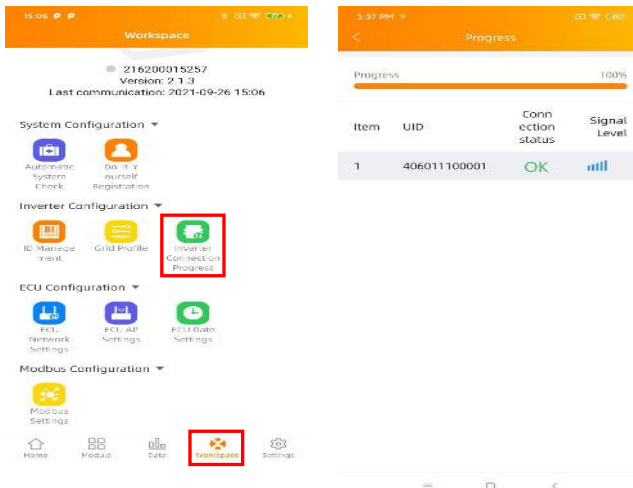 15:06
Workspace
216200015257
Version: 2.1.3
Last communication: 2021-09-26 15:06
System Configuration
Automatic
System
Check
Do It Y
ourself
Registration
Inverter Configuration
ID Manage
ment
Grid Profile
Inverter
Connection
Progress
ECU Configuration
ECU
Network
Settings
ECU AP
Settings
ECU Date
Settings
Modbus Configuration
Modbus
Settings
Home
Module
Data
Workspace
Settings
3:37 PM
Progress
Progress
100%
Item
UID
Conn
ection
status
Signal
Level
1
406011100001
OK